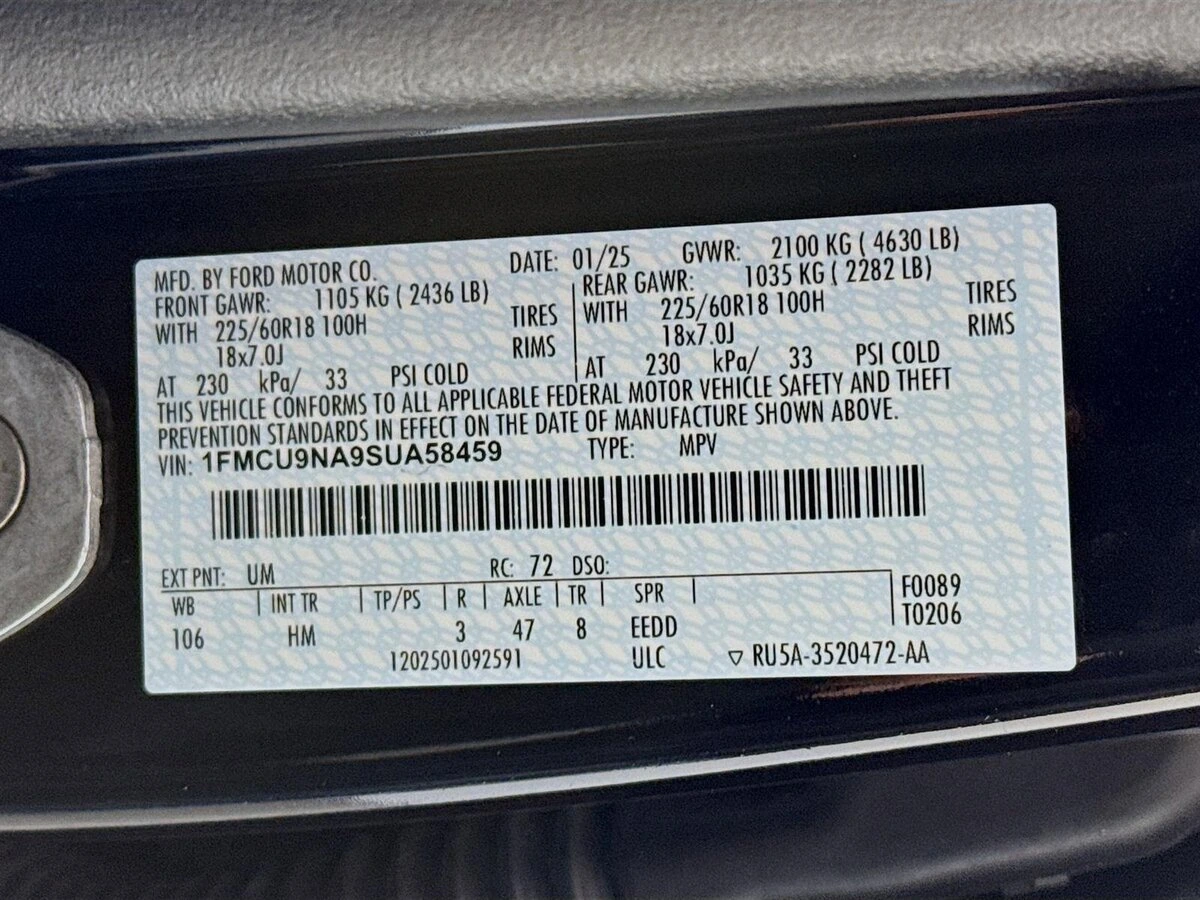 MFD. BY FORD MOTOR CO. DATE: 01/25 GVWR: 2100 KG ( 4630 LB)
FRONT GAWR: 1105 KG ( 2436 LB) REAR GAWR: 1035 KG ( 2282 LB)
WITH 225/60R18 100H TIRES WITH 225/60R18 100H TIRES
18x7.0J RIMS 18x7.0J RIMS
AT 230 kPa/ 33 PSI COLD AT 230 kPa/ 33 PSI COLD
THIS VEHICLE CONFORMS TO ALL APPLICABLE FEDERAL MOTOR VEHICLE SAFETY AND THEFT
PREVENTION STANDARDS IN EFFECT ON THE DATE OF MANUFACTURE SHOWN ABOVE.
VIN: 1FMCU9NA9SUA58459 TYPE: MPV
EXT PNT: UM RC: 72 DSO:
WB INT TR TP/PS R AXLE TR SPR F0089
106 HM 3 47 8 EEDD T0206
1202501092591 ULC ▽ RU5A-3520472-AA